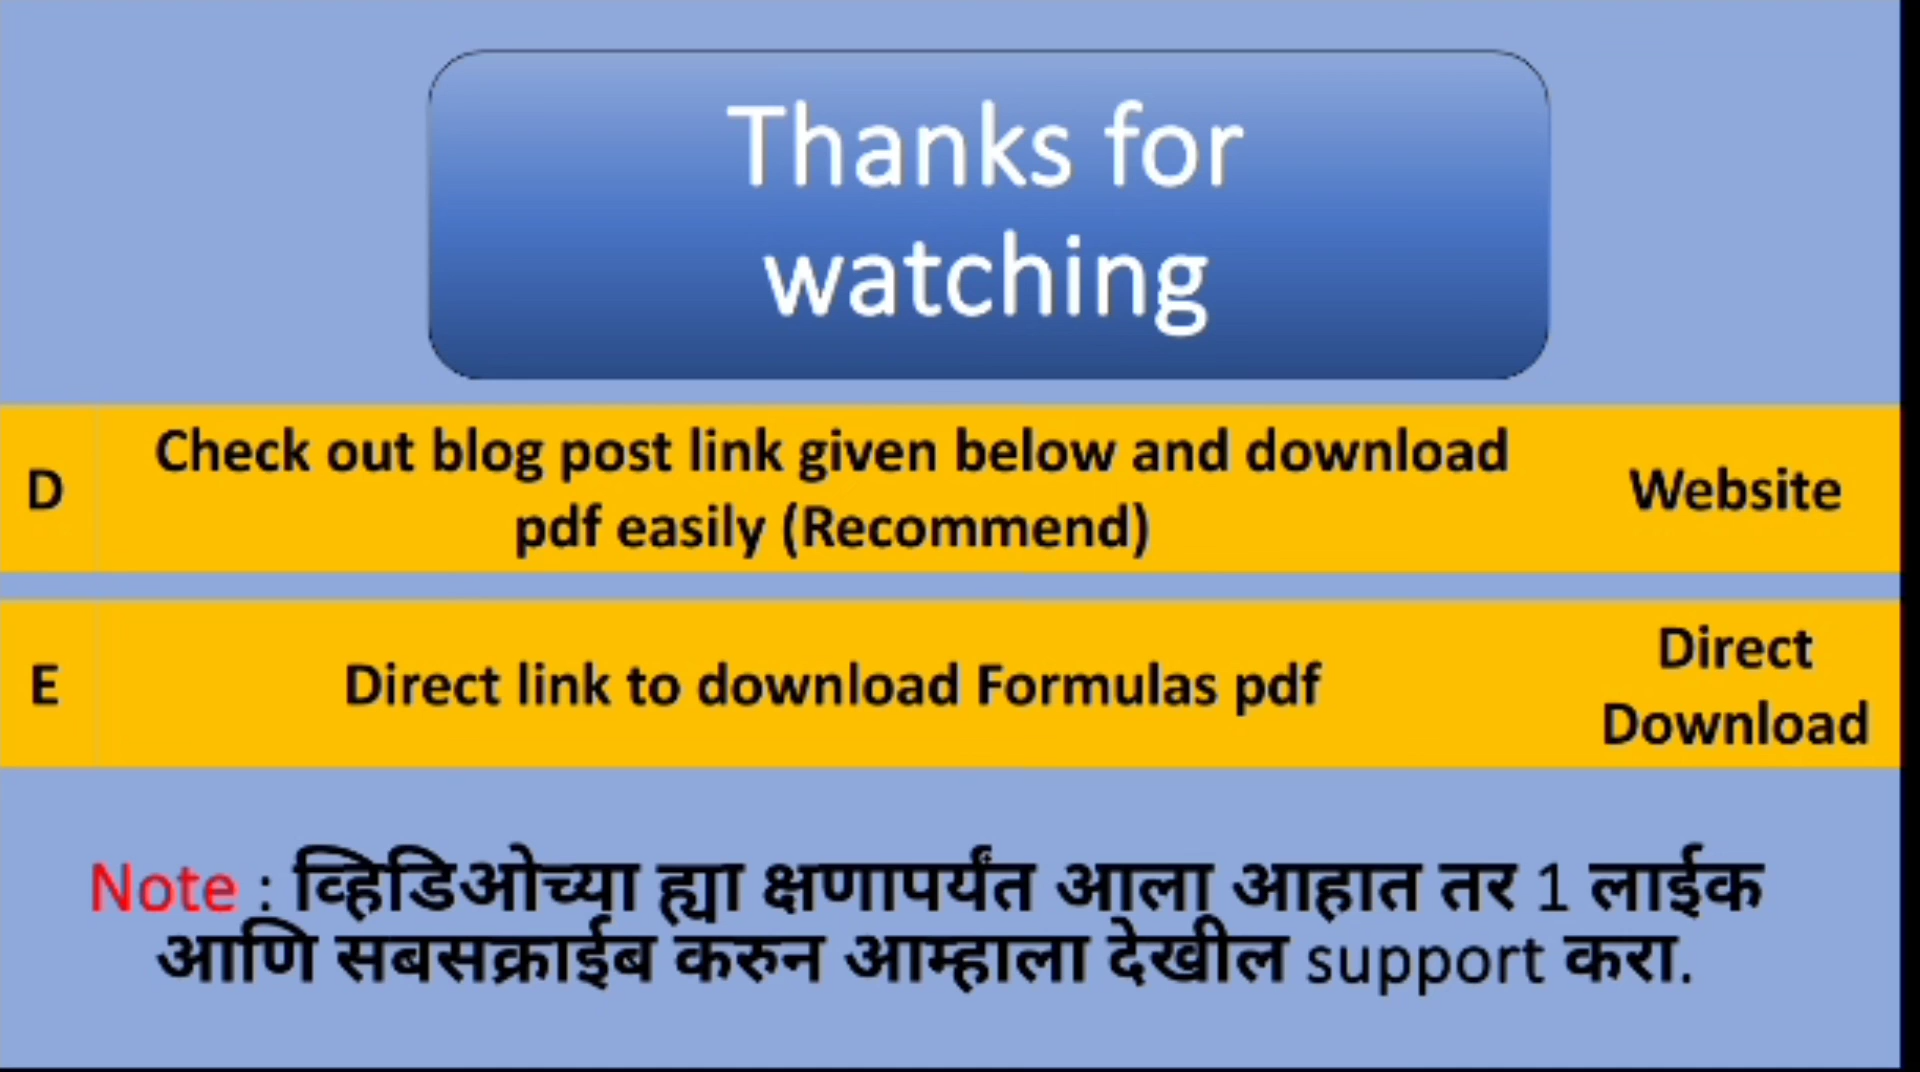 Thanks for
watching
D
Check out blog post link given below and download
pdf easily (Recommend)
Website
E
Direct link to download Formulas pdf
Direct
Download
Note : व्हिडिओच्या ह्या क्षणापर्यंत आला आहात तर 1 लाईक
आणि सबसक्राईब करुन आम्हाला देखील support करा.